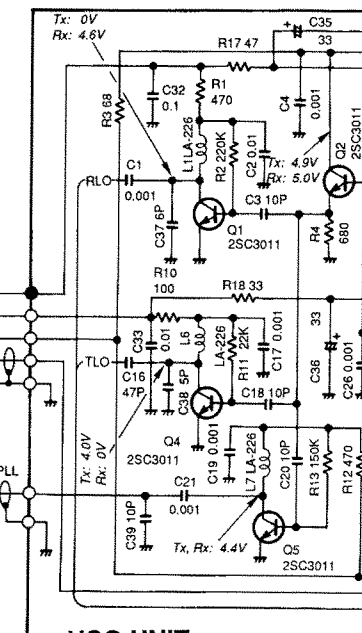 Tx: 0V
Rx: 4.6V
C35
33
R17 47
C32
0.1
R1
470
R3 68
C4
0.001
L1 LA-226
R2 220K
C2 0.01
Tx: 4.9V
Rx: 5.0V
Q2
2SC3011
RLO
C1
0.001
C3 10P
C37 6P
Q1
2SC3011
R4
680
R10
100
R18 33
33
C33
0.01
L6
LA-226
R11 22K
C17 0.001
C36
C26 0.001
TLO
C16
47P
C38 5P
C18 10P
Tx: 4.0V
Rx: 0V
Q4
2SC3011
C19 0.001
L7 LA-226
C20 10P
R13 150K
R12 470
PLL
C21
0.001
C39 10P
Tx, Rx: 4.4V
Q5
2SC3011